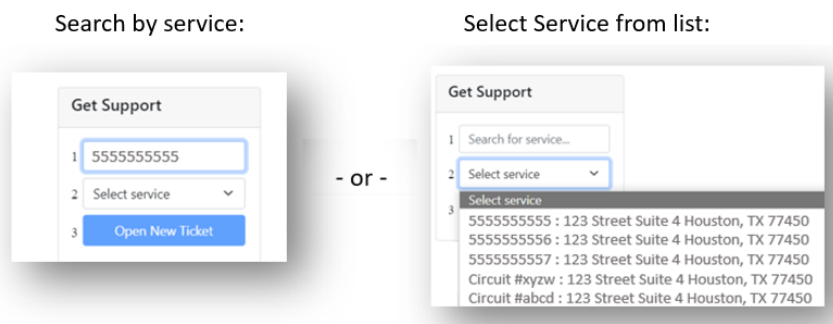 Search by service:
Get Support
1 5555555555
2 Select service
3 Open New Ticket
- or -
Select Service from list:
Get Support
1 Search for service...
2 Select service
3
Select service
5555555555 : 123 Street Suite 4 Houston, TX 77450
5555555556 : 123 Street Suite 4 Houston, TX 77450
5555555557 : 123 Street Suite 4 Houston, TX 77450
Circuit #xyzw : 123 Street Suite 4 Houston, TX 77450
Circuit #abcd : 123 Street Suite 4 Houston, TX 77450